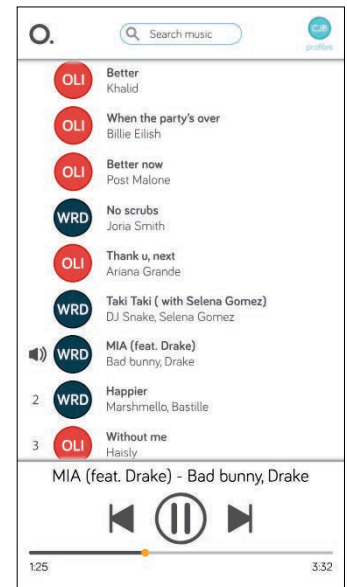 O.
Search music
CJB
profiles
OLI
Better
Khalid
OLI
When the party's over
Billie Eilish
OLI
Better now
Post Malone
WRD
No scrubs
Joria Smith
OLI
Thank u, next
Ariana Grande
WRD
Taki Taki ( with Selena Gomez)
DJ Snake, Selena Gomez
WRD
MIA (feat. Drake)
Bad bunny, Drake
2
WRD
Happier
Marshmello, Bastille
3
OLI
Without me
Haisly
MIA (feat. Drake) - Bad bunny, Drake
1:25 3:32